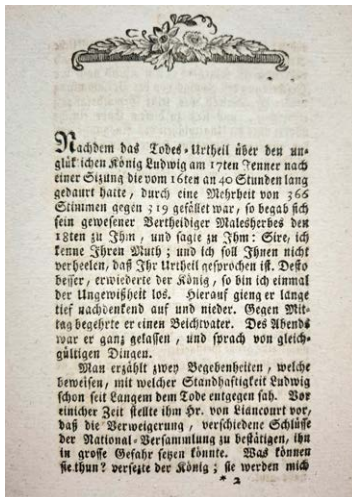 Nachdem das Todes-Urtheil über den un-
glüklichen König Ludwig am 17ten Jenner nach
einer Sizung die vom 16ten an 40 Stunden lang
gedaurt hatte, durch eine Mehrheit von 366
Stimmen gegen 319 gefället war, so begab sich
sein gewesener Vertheidiger Malesherbes den
18ten zu Ihm, und sagte zu Ihm: Sire, ich
kenne Ihren Muth; und ich soll Ihnen nicht
verheelen, daß Ihr Urtheil gesprochen ist. Desto
besser, erwiederte der König, so bin ich einmal
der Ungewißheit los. Hierauf gieng er lange
tief nachdenkend auf und nieder. Gegen Mit-
tag begehrte er einen Beichtvater. Des Abends
war er ganz gelassen, und sprach von gleich-
gültigen Dingen.
Man erzählt zwey Begebenheiten, welche
beweisen, mit welcher Standhaftigkeit Ludwig
schon seit Langem dem Tode entgegen sah. Vor
einicher Zeit stellte ihm Hr. von Liancourt vor,
daß die Verweigerung, verschiedene Schlüsse
der National-Versammlung zu bestätigen, ihn
in grosse Gefahr setzen könnte. Was können
sie thun? versezte der König; sie werden mich
* 2